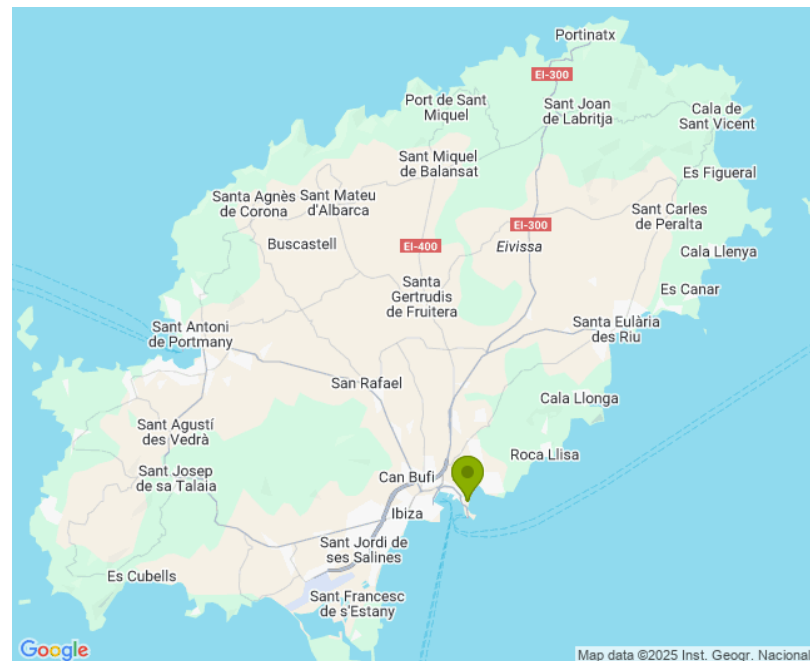 Portinatx
EI-300
Port de Sant
Miquel
Sant Joan
de Labritja
Cala de
Sant Vicent
Sant Miquel
de Balansat
Es Figueral
Santa Agnès
de Corona
Sant Mateu
d'Albarca
Sant Carles
de Peralta
EI-300
Buscastell
EI-400
Eivissa
Cala Llenya
Santa
Gertrudis
de Fruitera
Es Canar
Sant Antoni
de Portmany
Santa Eulària
des Riu
San Rafael
Cala Llonga
Sant Agustí
des Vedrà
Roca Llisa
Sant Josep
de sa Talaia
Can Bufi
Ibiza
Sant Jordi de
ses Salines
Es Cubells
Sant Francesc
de s'Estany
Google
Map data ©2025 Inst. Geogr. Nacional